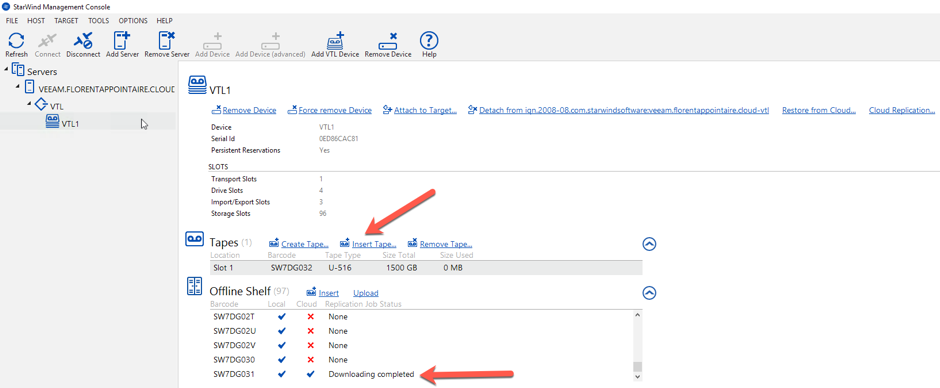 StarWind Management Console
FILE HOST TARGET TOOLS OPTIONS HELP
Refresh Connect Disconnect Add Server Remove Server Add Device Add Device (advanced) Add VTL Device Remove Device Help
Servers
VEEAM.FLORENTAPPOINTAIRE.CLOUD
VTL
VTL1
VTL1
Remove Device Force remove Device Attach to Target... Detach from iqn.2008-08.com.starwindsoftware:veeam.florentappointaire.cloud-vtl Restore from Cloud... Cloud Replication...
Device VTL1
Serial Id 0ED86CAC81
Persistent Reservations Yes
SLOTS
Transport Slots 1
Drive Slots 4
Import/Export Slots 3
Storage Slots 96
Tapes (1) Create Tape... Insert Tape... Remove Tape...
Location Barcode Tape Type Size Total Size Used
Slot 1 SW7DG032 U-516 1500 GB 0 MB
Offline Shelf (97) Insert Upload
Barcode Local Cloud Replication Job Status
SW7DG02T None
SW7DG02U None
SW7DG02V None
SW7DG030 None
SW7DG031 Downloading completed